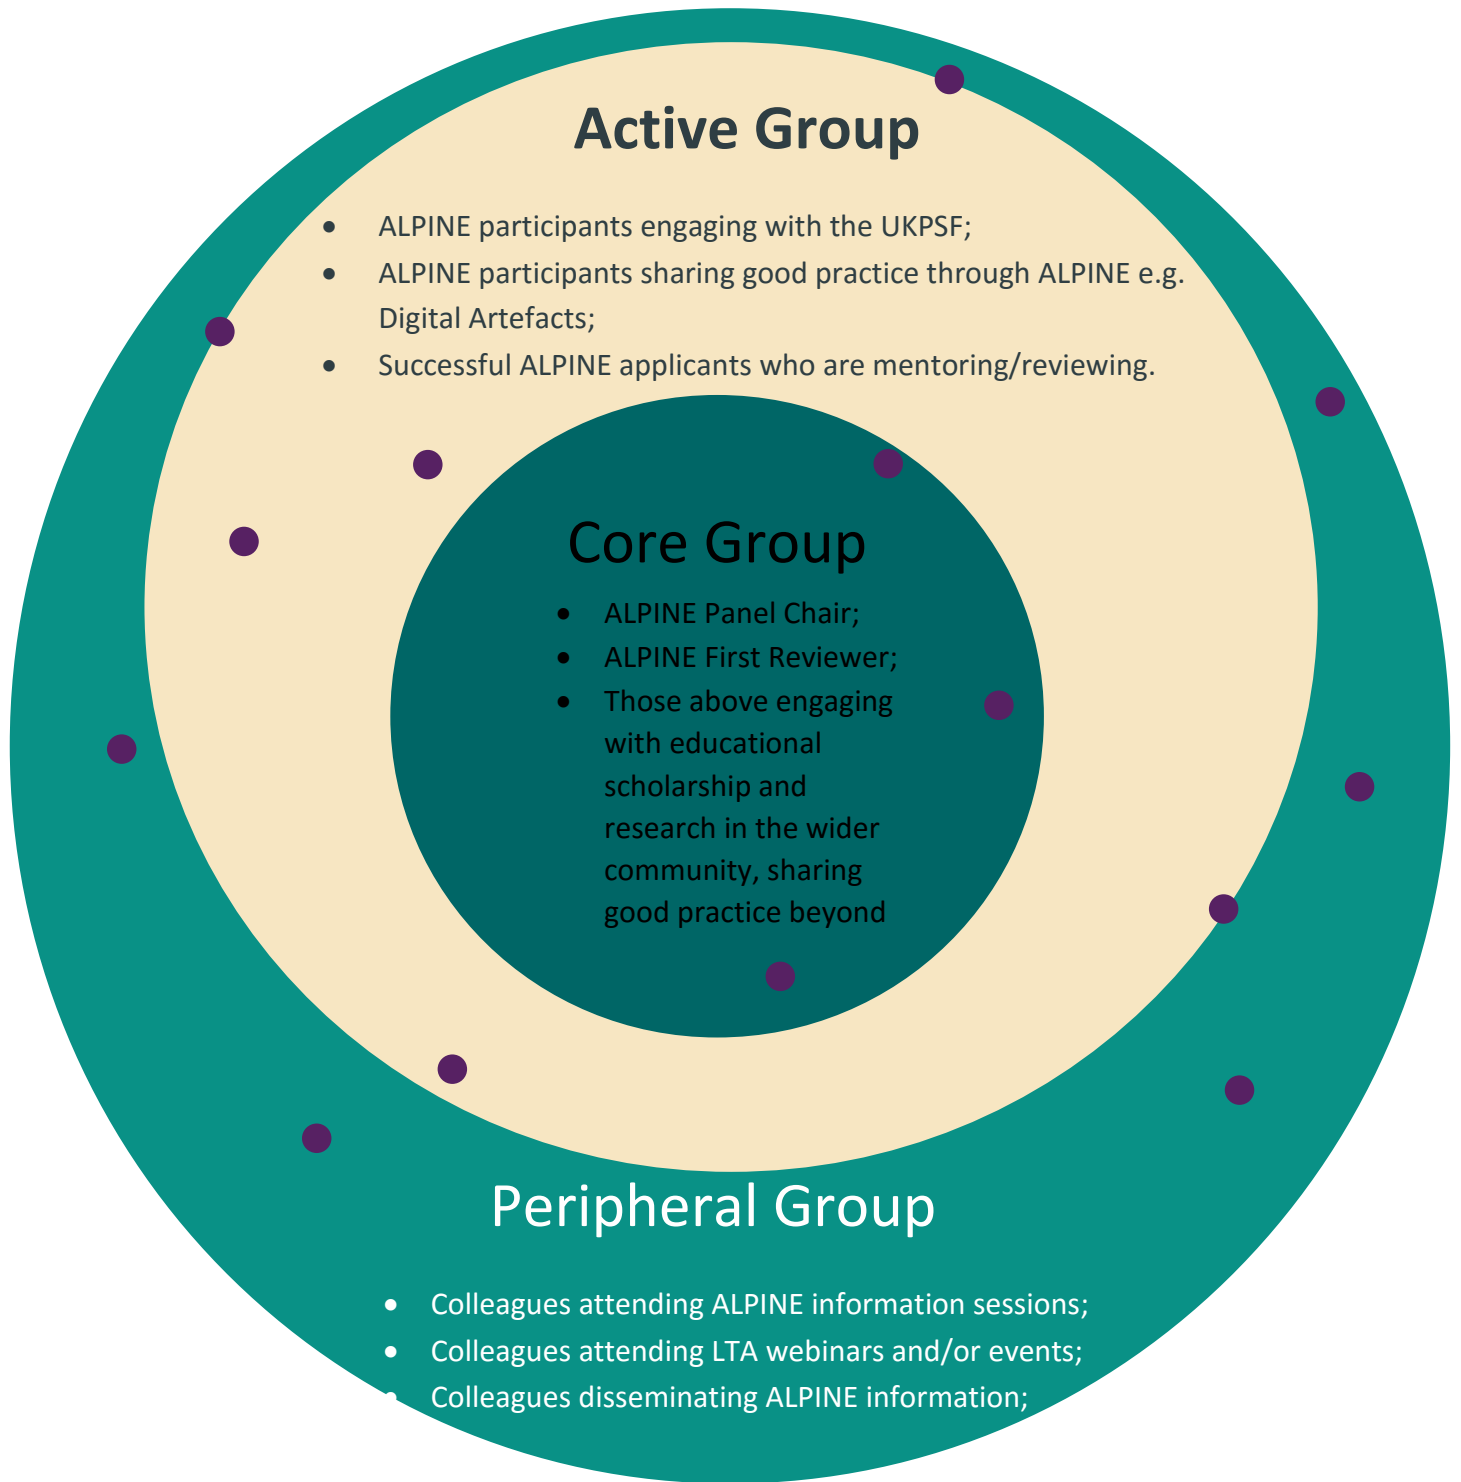 Active Group
• ALPINE participants engaging with the UKPSF;
• ALPINE participants sharing good practice through ALPINE e.g.
Digital Artefacts;
• Successful ALPINE applicants who are mentoring/reviewing.
Core Group
• ALPINE Panel Chair;
• ALPINE First Reviewer;
• Those above engaging
with educational
scholarship and
research in the wider
community, sharing
good practice beyond
Peripheral Group
• Colleagues attending ALPINE information sessions;
• Colleagues attending LTA webinars and/or events;
• Colleagues disseminating ALPINE information;